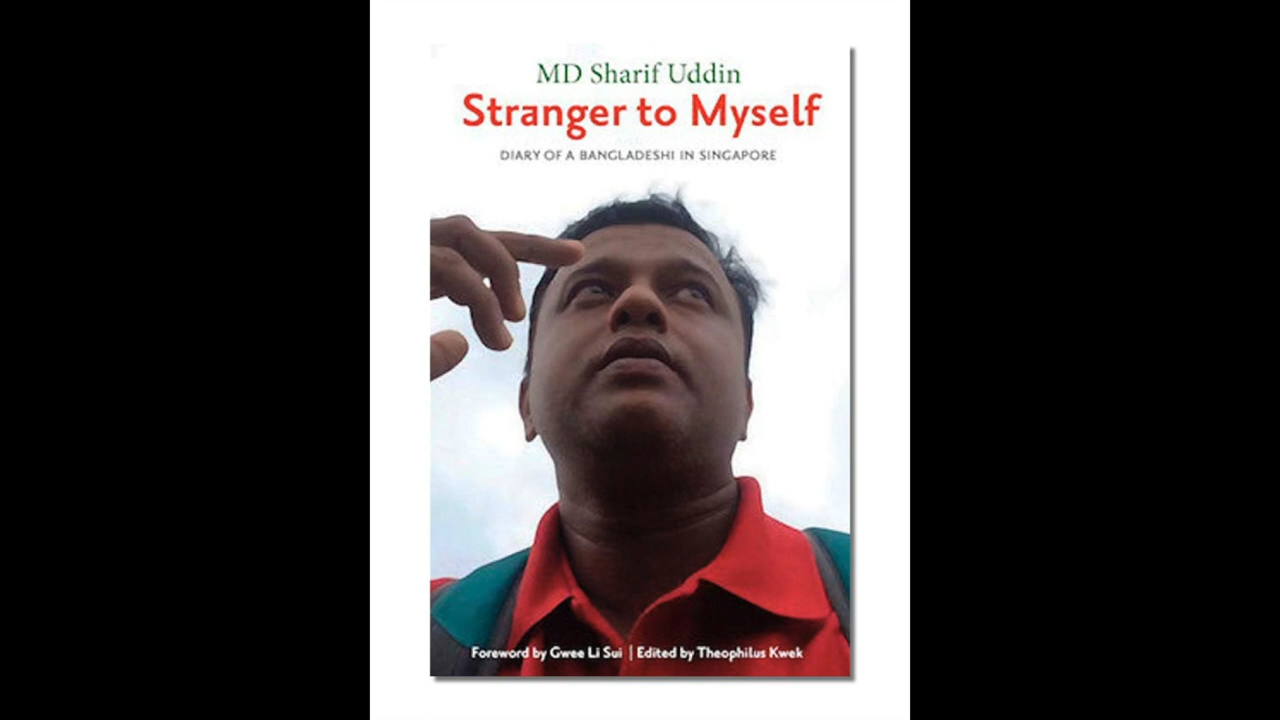 MD Sharif Uddin
Stranger to Myself
DIARY OF A BANGLADESHI IN SINGAPORE
Foreword by Gwee Li Sui | Edited by Theophilus Kwek